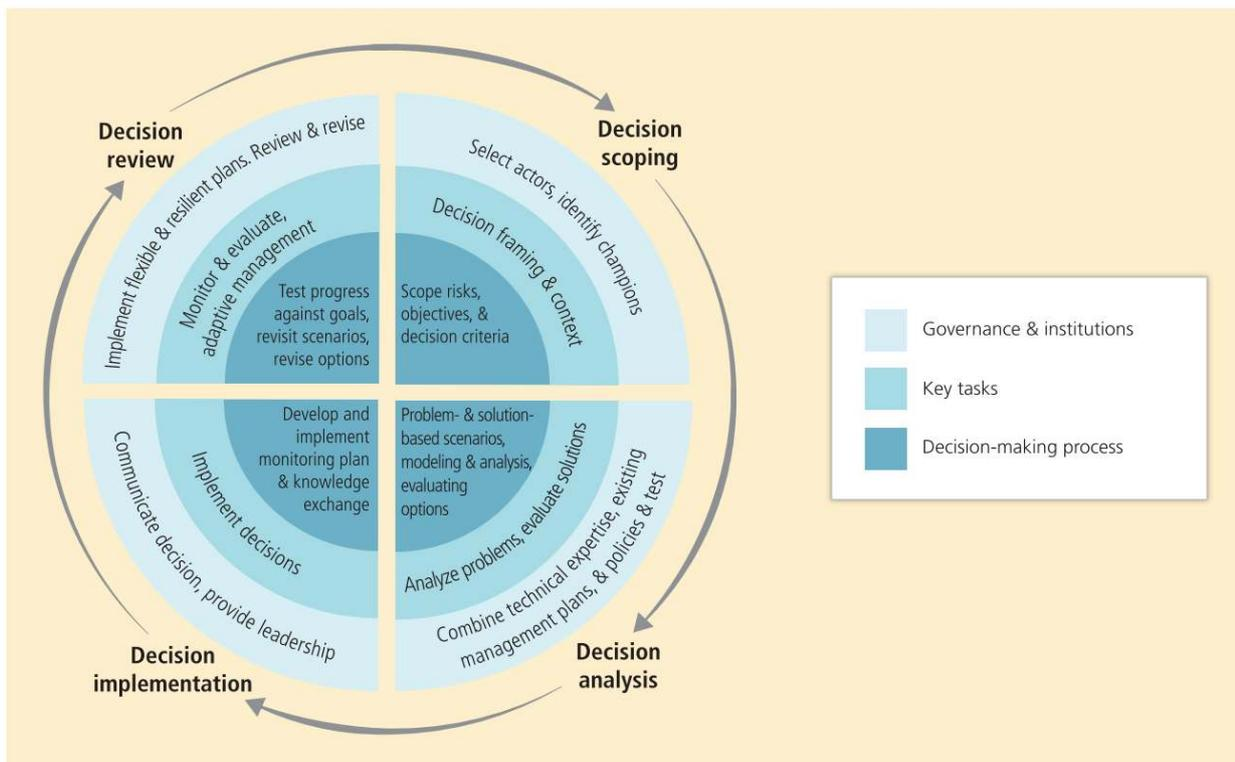 Decision
review
Decision
scoping
Implement flexible & resilient plans. Review & revise
Monitor & evaluate,
adaptive management
Test progress
against goals,
revisit scenarios,
revise options
Select actors, identify champions
Decision framing & context
Scope risks,
objectives, &
decision criteria
Governance & institutions
Key tasks
Decision-making process
Develop and
implement
monitoring plan
& knowledge
exchange
Implement decisions
Communicate decision, provide leadership
Problem- & solution-
based scenarios,
modeling & analysis,
evaluating
options
Analyze problems, evaluate solutions
Combine technical expertise, existing
management plans, & policies & test
Decision
implementation
Decision
analysis